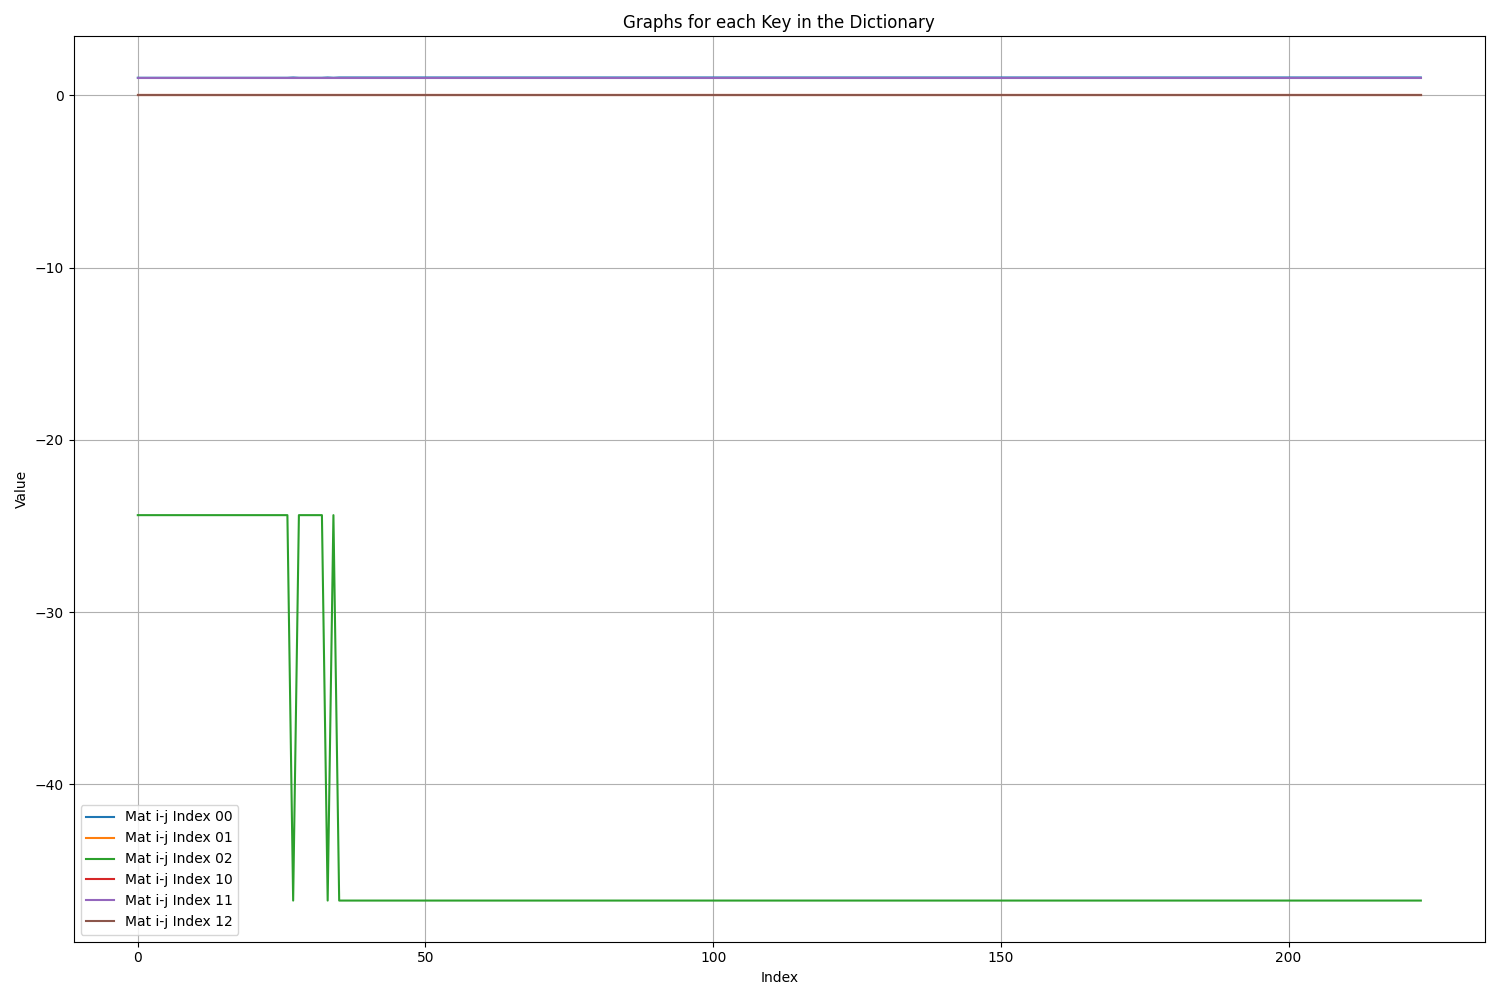 Graphs for each Key in the Dictionary
Value
0
−10
−20
−30
−40
Mat i-j Index 00
Mat i-j Index 01
Mat i-j Index 02
Mat i-j Index 10
Mat i-j Index 11
Mat i-j Index 12
0 50 100 150 200
Index